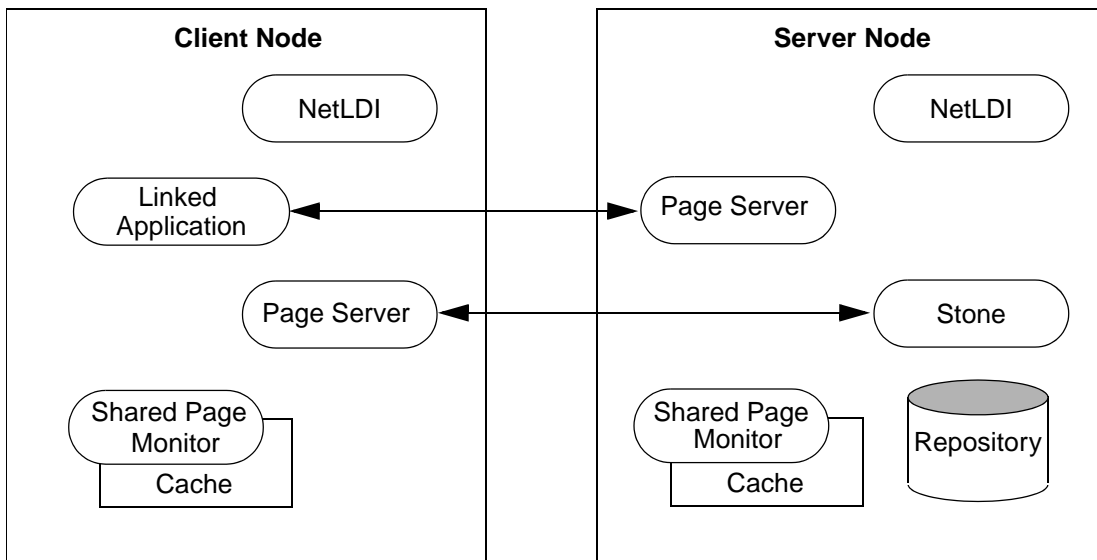 Client Node
NetLDI
Linked
Application
Page Server
Shared Page
Monitor
Cache
Server Node
NetLDI
Page Server
Stone
Shared Page
Monitor
Cache
Repository